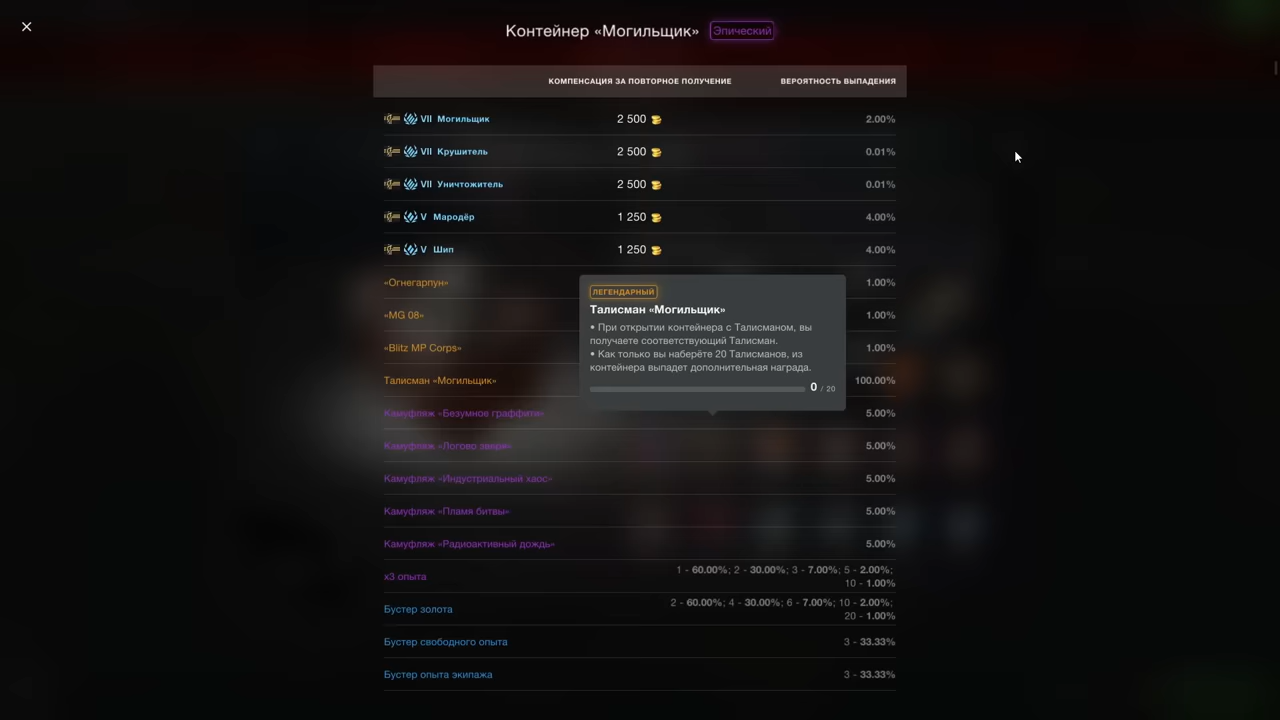 Контейнер «Могильщик» Эпический
КОМПЕНСАЦИЯ ЗА ПОВТОРНОЕ ПОЛУЧЕНИЕ ВЕРОЯТНОСТЬ ВЫПАДЕНИЯ
VII Могильщик 2 500 2.00%
VII Крушитель 2 500 0.01%
VII Уничтожитель 2 500 0.01%
V Мародёр 1 250 4.00%
V Шип 1 250 4.00%
«Огнегарпун» 1.00%
«MG 08» 1.00%
«Blitz MP Corps» 1.00%
Талисман «Могильщик» 100.00%
ЛЕГЕНДАРНЫЙ
Талисман «Могильщик»
• При открытии контейнера с Талисманом, вы
получаете соответствующий Талисман.
• Как только вы наберёте 20 Талисманов, из
контейнера выпадет дополнительная награда.
0 / 20
Камуфляж «Безумное граффити» 5.00%
Камуфляж «Логово зверя» 5.00%
Камуфляж «Индустриальный хаос» 5.00%
Камуфляж «Пламя битвы» 5.00%
Камуфляж «Радиоактивный дождь» 5.00%
x3 опыта 1 - 60.00%; 2 - 30.00%; 3 - 7.00%; 5 - 2.00%;
10 - 1.00%
Бустер золота 2 - 60.00%; 4 - 30.00%; 6 - 7.00%; 10 - 2.00%;
20 - 1.00%
Бустер свободного опыта 3 - 33.33%
Бустер опыта экипажа 3 - 33.33%